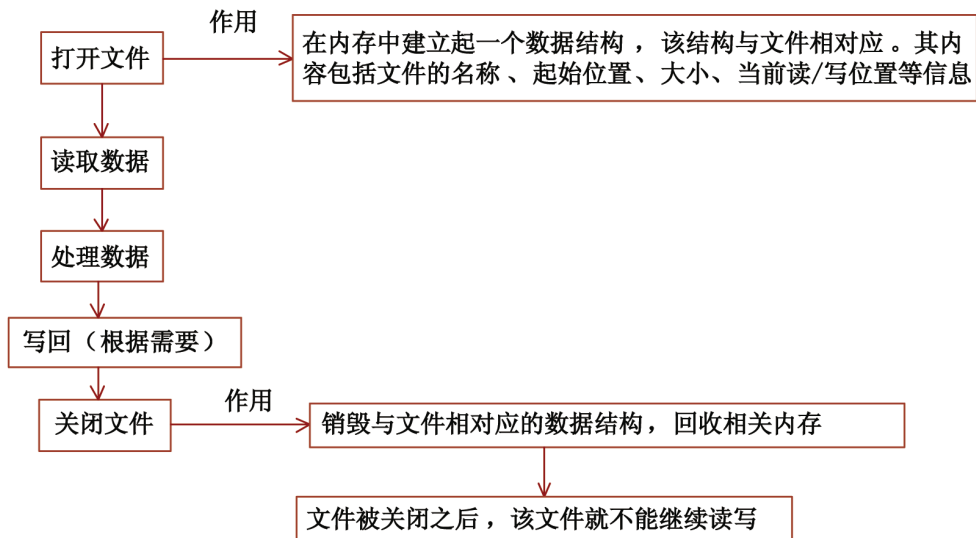 作用
打开文件
在内存中建立起一个数据结构，该结构与文件相对应。其内
容包括文件的名称、起始位置、大小、当前读/写位置等信息
读取数据
处理数据
写回（根据需要）
关闭文件
作用
销毁与文件相对应的数据结构，回收相关内存
文件被关闭之后，该文件就不能继续读写